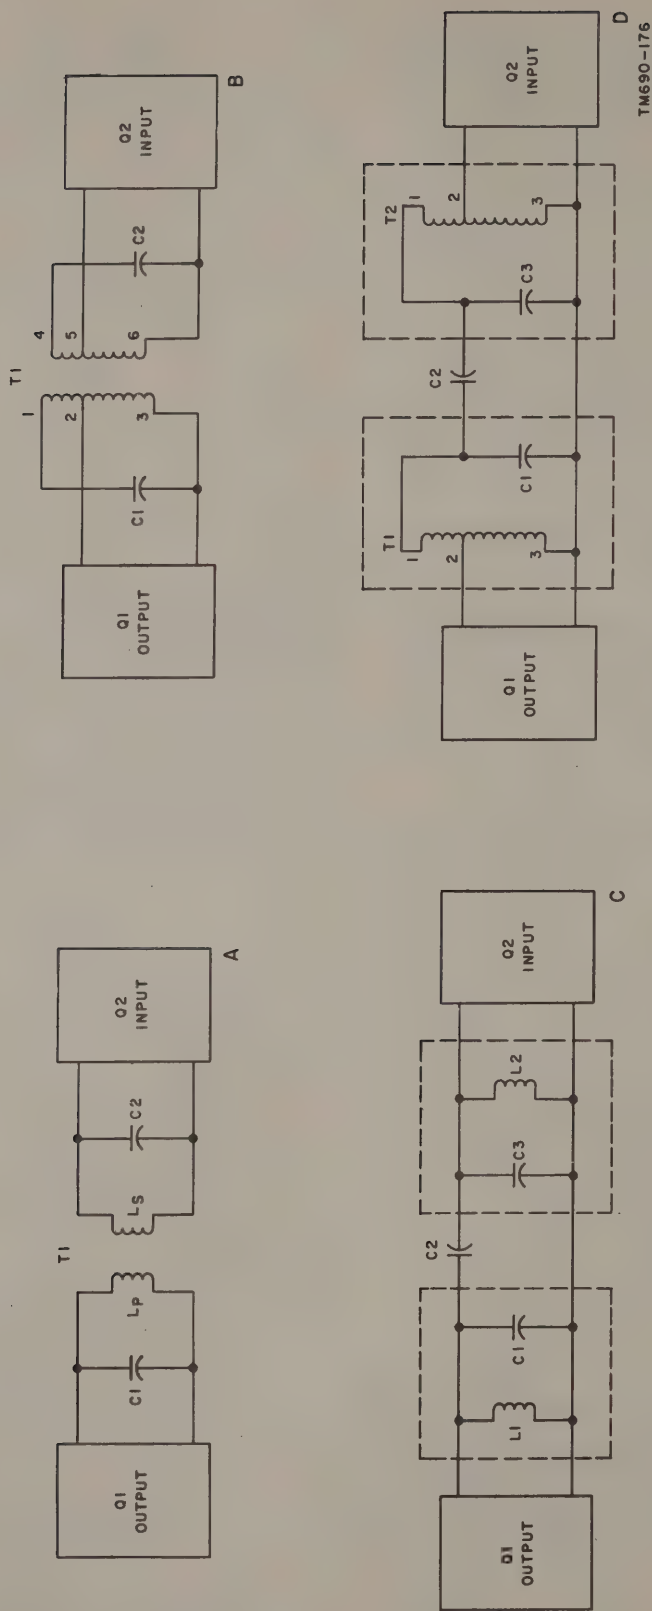 Q1
OUTPUT
C1
T1
LP
LS
C2
Q2
INPUT
A
Q1
OUTPUT
C1
T1
1
2
3
4
5
6
C2
Q2
INPUT
B
Q1
OUTPUT
L1
C1
C2
C3
L2
Q2
INPUT
C
Q1
OUTPUT
T1
1
2
3
C1
C2
C3
T2
1
2
3
Q2
INPUT
D
TM690-176